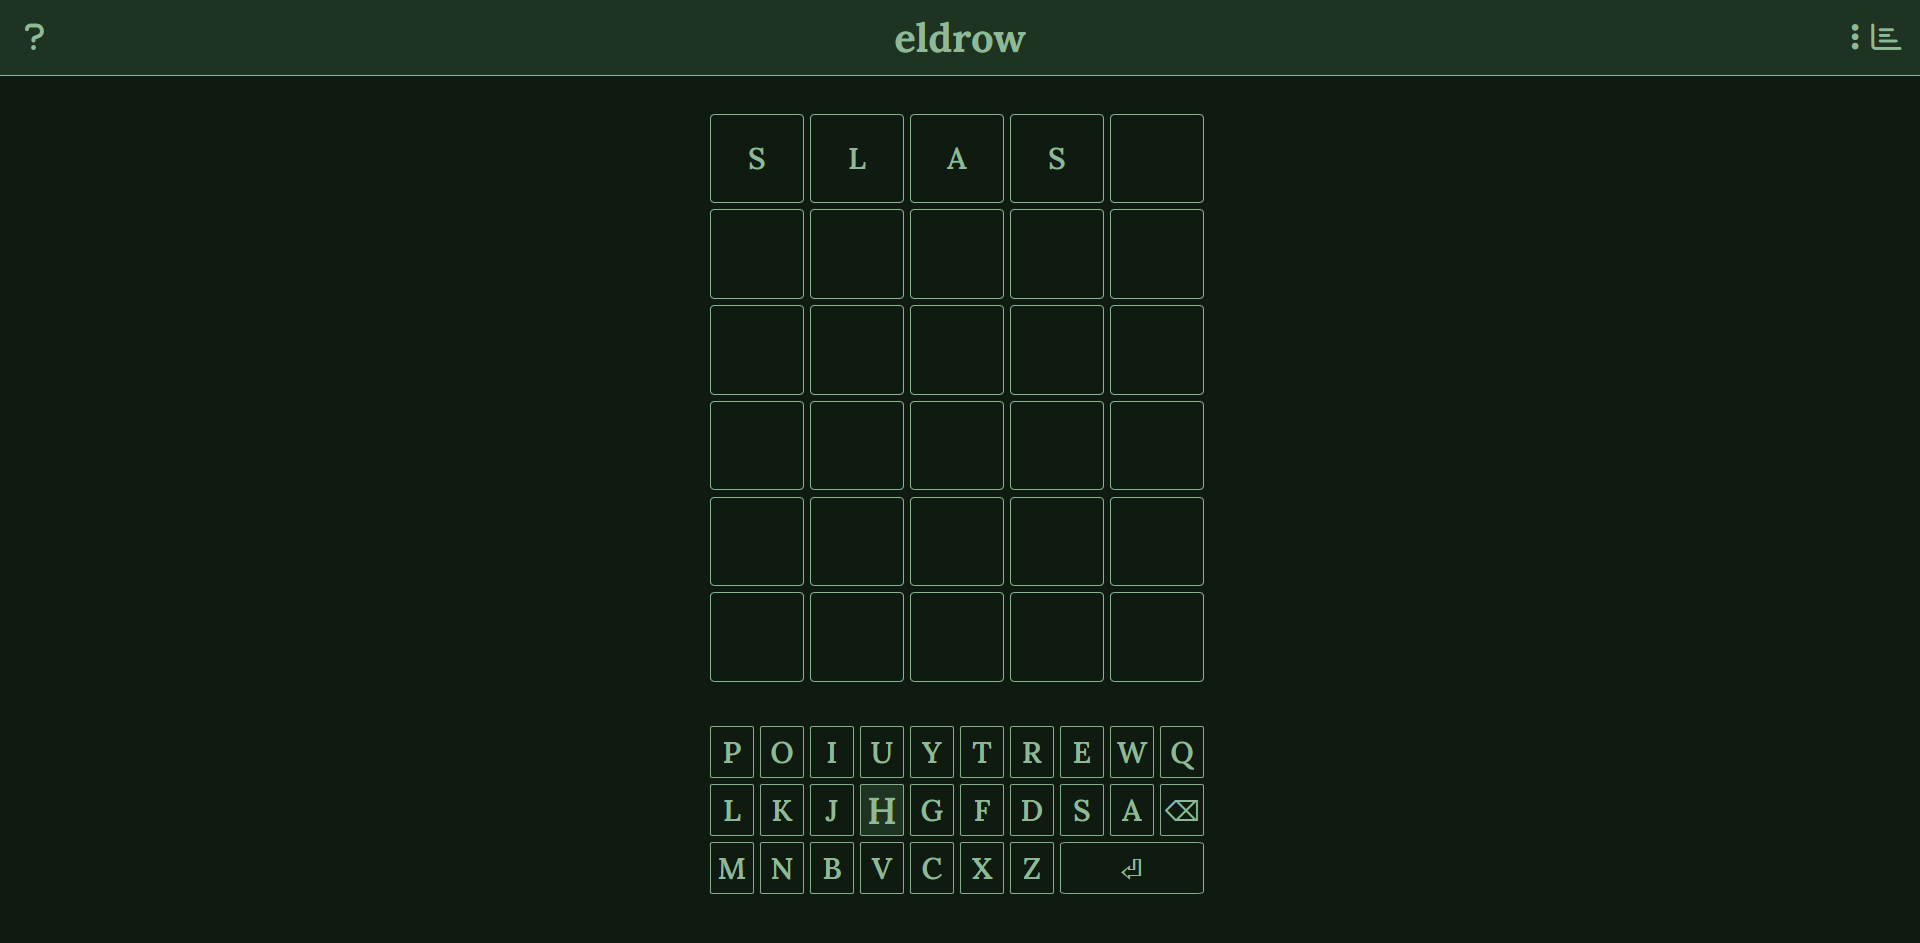 ? eldrow
S L A S
P O I U Y T R E W Q
L K J H G F D S A ⌫
M N B V C X Z ⏎